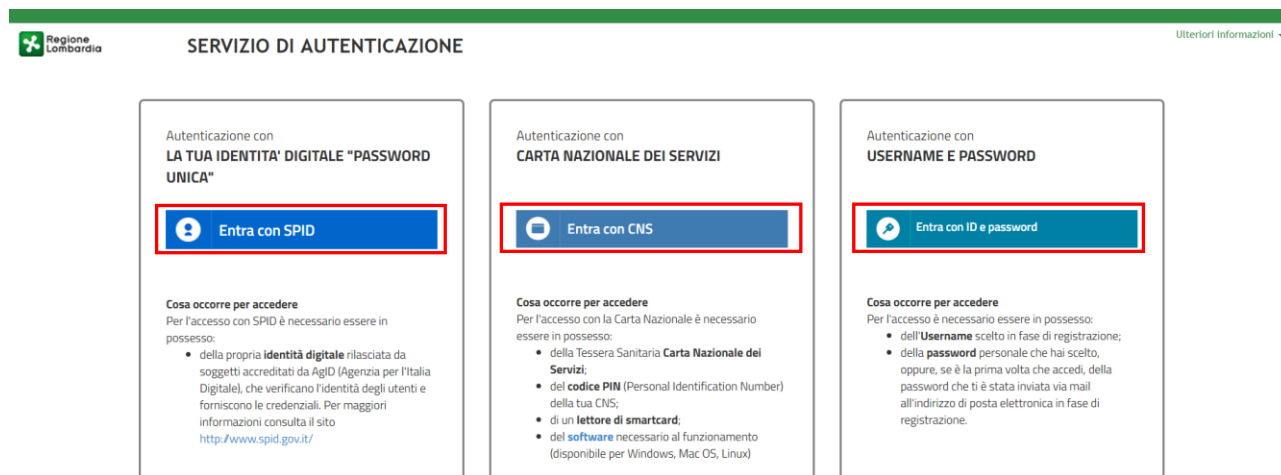 Regione
Lombardia
SERVIZIO DI AUTENTICAZIONE
Ulteriori informazioni
Autenticazione con
LA TUA IDENTITA' DIGITALE "PASSWORD
UNICA"
Entra con SPID
Cosa occorre per accedere
Per l'accesso con SPID è necessario essere in
possesso:
• della propria identità digitale rilasciata da
soggetti accreditati da AgID (Agenzia per l'Italia
Digitale), che verificano l'identità degli utenti e
forniscono le credenziali. Per maggiori
informazioni consulta il sito
http://www.spid.gov.it/
Autenticazione con
CARTA NAZIONALE DEI SERVIZI
Entra con CNS
Cosa occorre per accedere
Per l'accesso con la Carta Nazionale è necessario
essere in possesso:
• della Tessera Sanitaria Carta Nazionale dei
Servizi;
• del codice PIN (Personal Identification Number)
della tua CNS;
• di un lettore di smartcard;
• del software necessario al funzionamento
(disponibile per Windows, Mac OS, Linux)
Autenticazione con
USERNAME E PASSWORD
Entra con ID e password
Cosa occorre per accedere
Per l'accesso è necessario essere in possesso:
• dell'Username scelto in fase di registrazione;
• della password personale che hai scelto,
oppure, se è la prima volta che accedi, della
password che ti è stata inviata via mail
all'indirizzo di posta elettronica in fase di
registrazione.